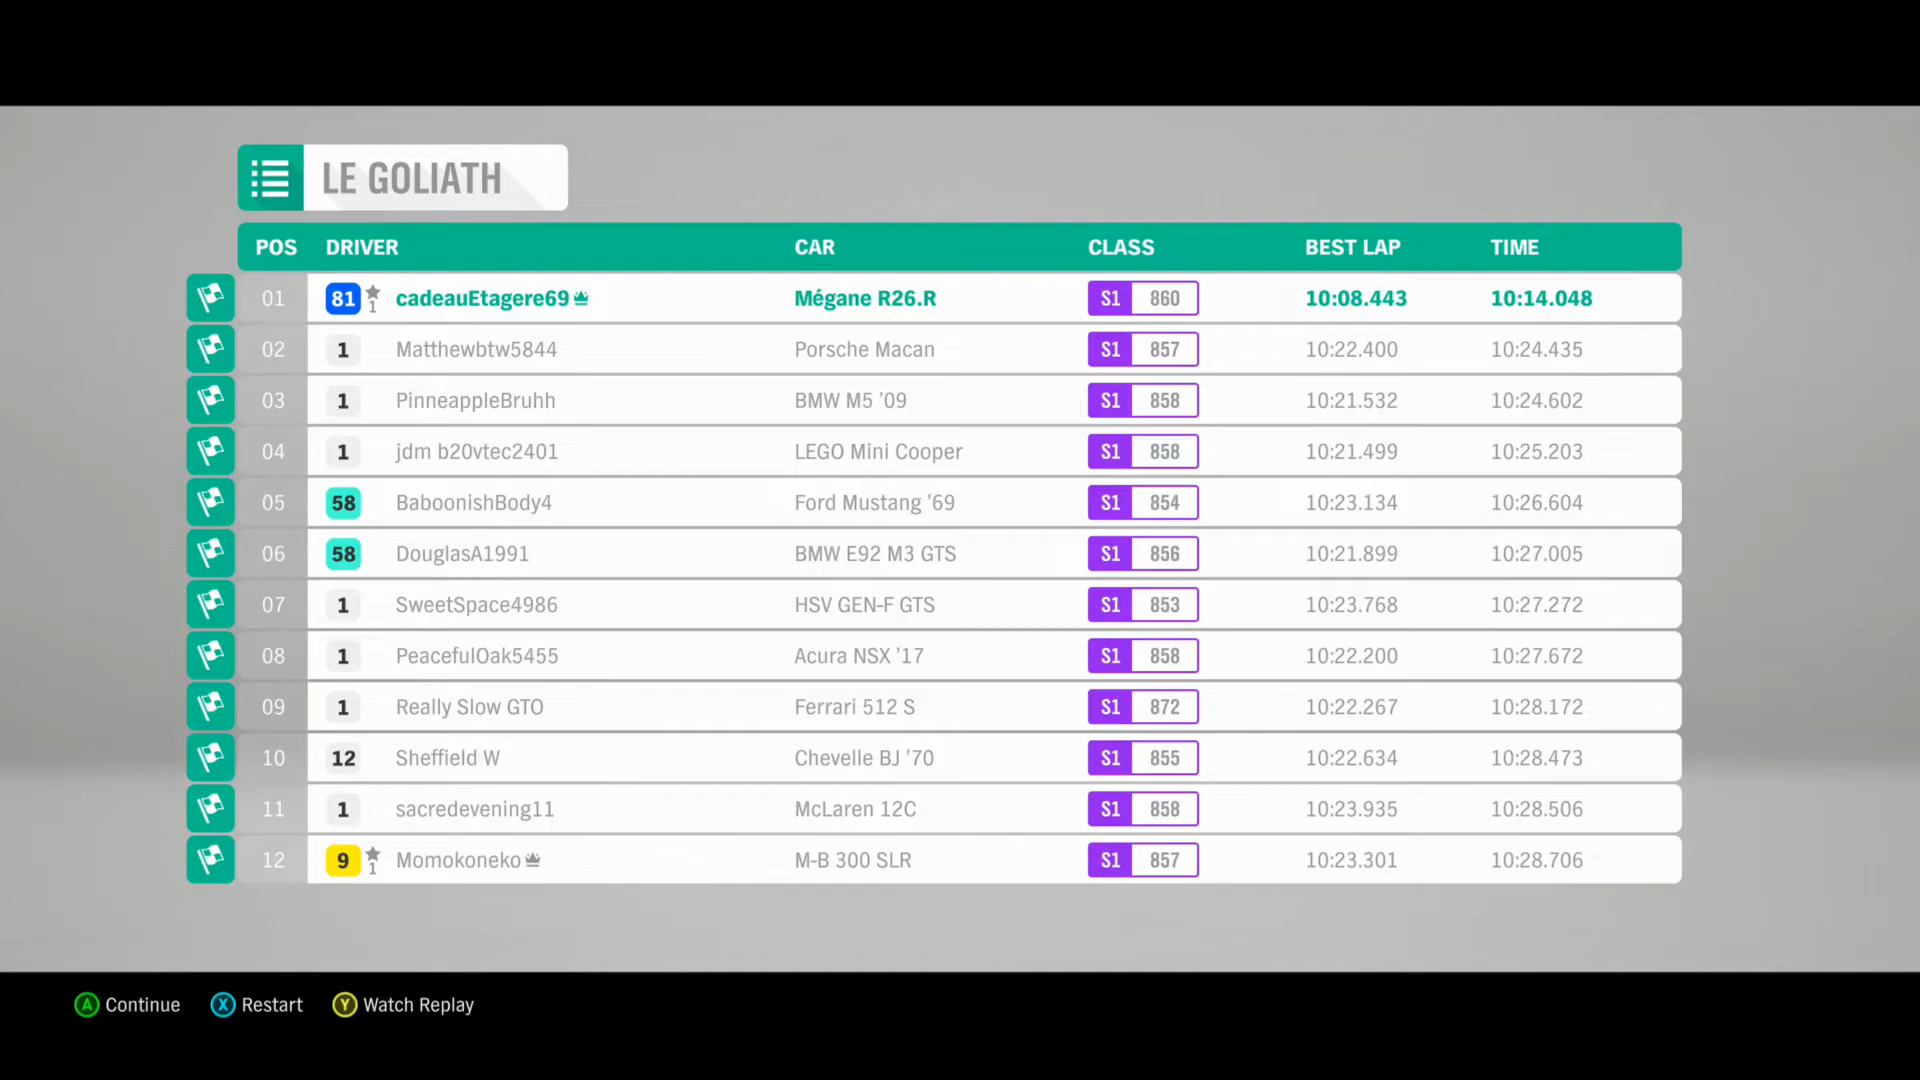 LE GOLIATH
POS DRIVER CAR CLASS BEST LAP TIME
01 81 1 cadeauEtagere69 Mégane R26.R S1 860 10:08.443 10:14.048
02 1 Matthewbtw5844 Porsche Macan S1 857 10:22.400 10:24.435
03 1 PinneappleBruhh BMW M5 '09 S1 858 10:21.532 10:24.602
04 1 jdm b20vtec2401 LEGO Mini Cooper S1 858 10:21.499 10:25.203
05 58 BaboonishBody4 Ford Mustang '69 S1 854 10:23.134 10:26.604
06 58 DouglasA1991 BMW E92 M3 GTS S1 856 10:21.899 10:27.005
07 1 SweetSpace4986 HSV GEN-F GTS S1 853 10:23.768 10:27.272
08 1 PeacefulOak5455 Acura NSX '17 S1 858 10:22.200 10:27.672
09 1 Really Slow GTO Ferrari 512 S S1 872 10:22.267 10:28.172
10 12 Sheffield W Chevelle BJ '70 S1 855 10:22.634 10:28.473
11 1 sacredevening11 McLaren 12C S1 858 10:23.935 10:28.506
12 9 1 Momokoneko M-B 300 SLR S1 857 10:23.301 10:28.706
A Continue X Restart Y Watch Replay